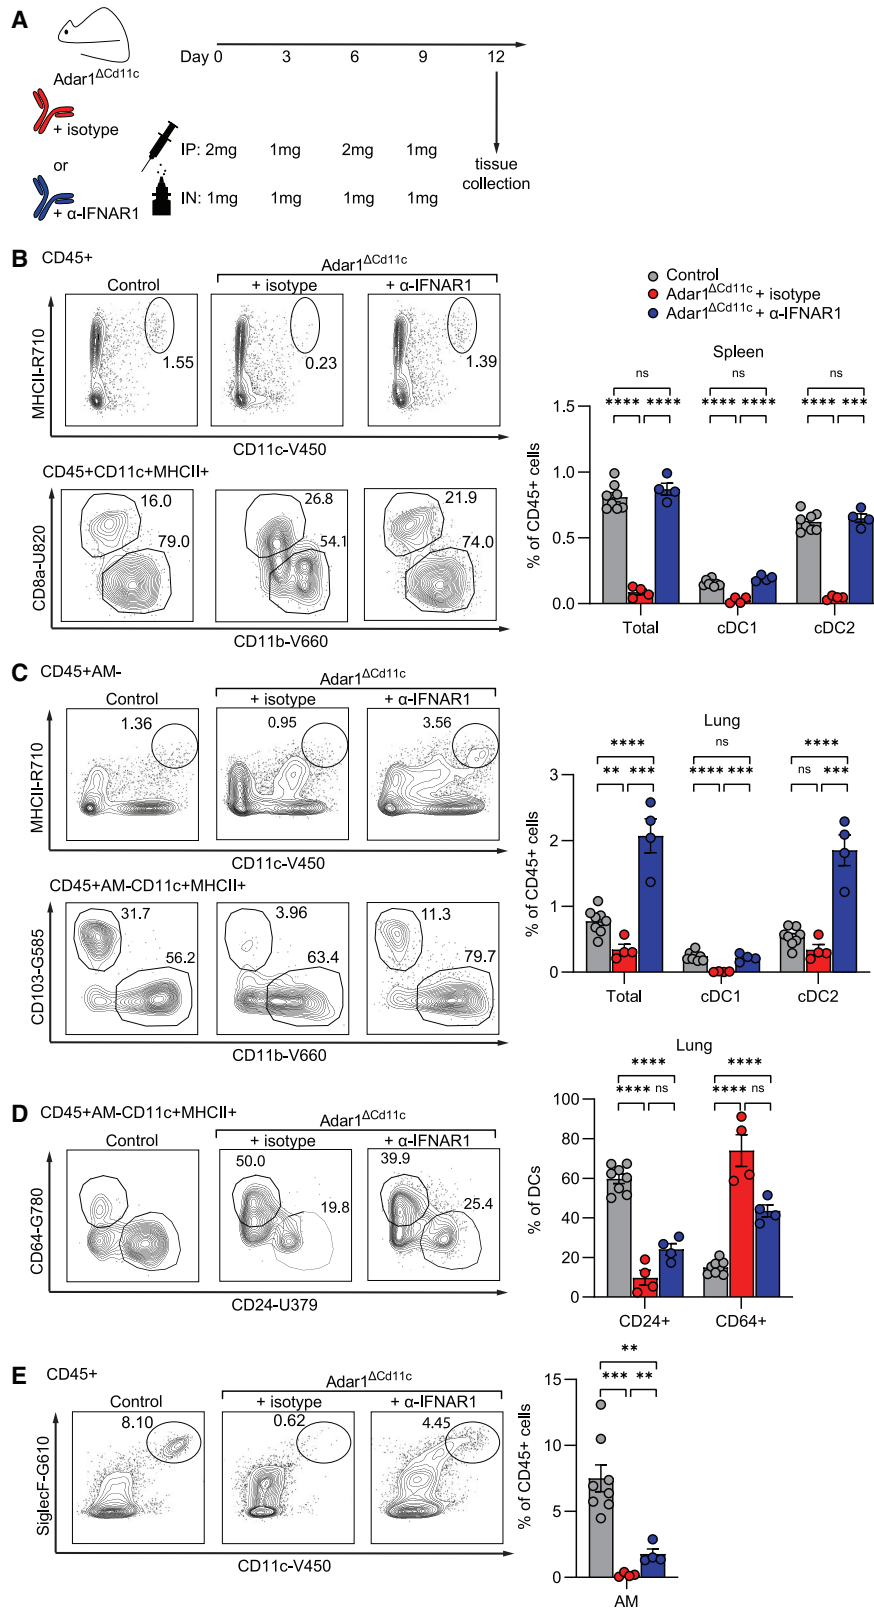 A
Adar1ΔCd11c
+ isotype
or
+ α-IFNAR1
Day 0 3 6 9 12
IP: 2mg 1mg 2mg 1mg
IN: 1mg 1mg 1mg 1mg
tissue
collection
B CD45+
Adar1ΔCd11c
Control + isotype + α-IFNAR1
MHCII-R710
1.55 0.23 1.39
CD11c-V450
CD45+CD11c+MHCII+
CD8a-U820
16.0 79.0 26.8 54.1 21.9 74.0
CD11b-V660
Control
Adar1ΔCd11c + isotype
Adar1ΔCd11c + α-IFNAR1
Spleen
ns ns ns
**** **** **** **** **** ***
% of CD45+ cells
1.5
1.0
0.5
0.0
Total cDC1 cDC2
C CD45+AM-
Adar1ΔCd11c
Control + isotype + α-IFNAR1
MHCII-R710
1.36 0.95 3.56
CD11c-V450
CD45+AM-CD11c+MHCII+
CD103-G585
31.7 56.2 3.96 63.4 11.3 79.7
CD11b-V660
Lung
**** ns ****
** *** **** *** ns ***
% of CD45+ cells
3
2
1
0
Total cDC1 cDC2
D CD45+AM-CD11c+MHCII+
Adar1ΔCd11c
Control + isotype + α-IFNAR1
CD64-G780
50.0 19.8 39.9 25.4
CD24-U379
Lung
**** ****
**** ns **** ns
% of DCs
100
80
60
40
20
0
CD24+ CD64+
E CD45+
Adar1ΔCd11c
Control + isotype + α-IFNAR1
SiglecF-G610
8.10 0.62 4.45
CD11c-V450
**
*** **
% of CD45+ cells
15
10
5
0
AM